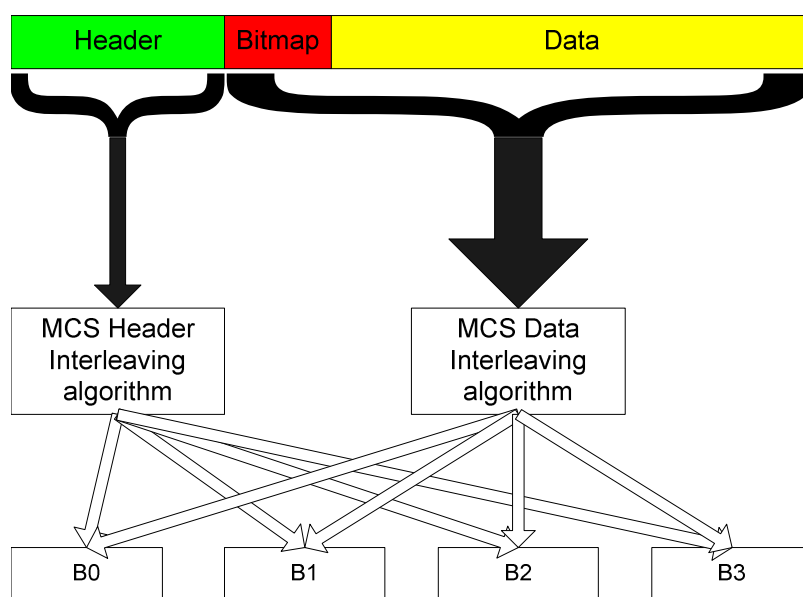 Header Bitmap Data
MCS Header
Interleaving
algorithm
MCS Data
Interleaving
algorithm
B0 B1 B2 B3